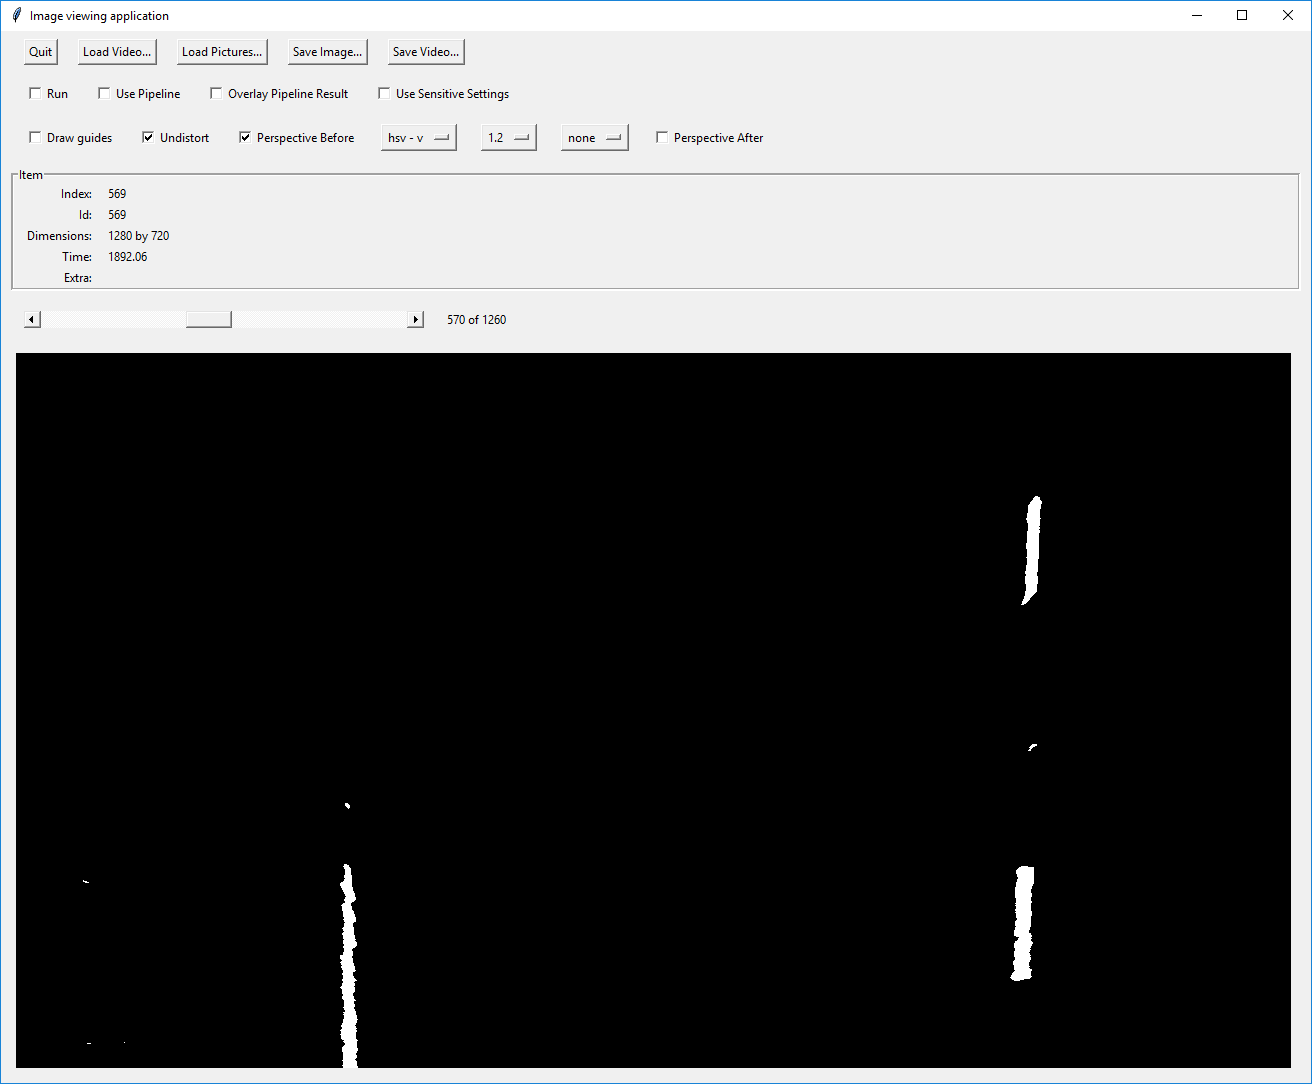 Image viewing application
Quit Load Video... Load Pictures... Save Image... Save Video...
Run Use Pipeline Overlay Pipeline Result Use Sensitive Settings
Draw guides Undistort Perspective Before hsv - v 1.2 none Perspective After
Item
Index: 569
Id: 569
Dimensions: 1280 by 720
Time: 1892.06
Extra:
570 of 1260